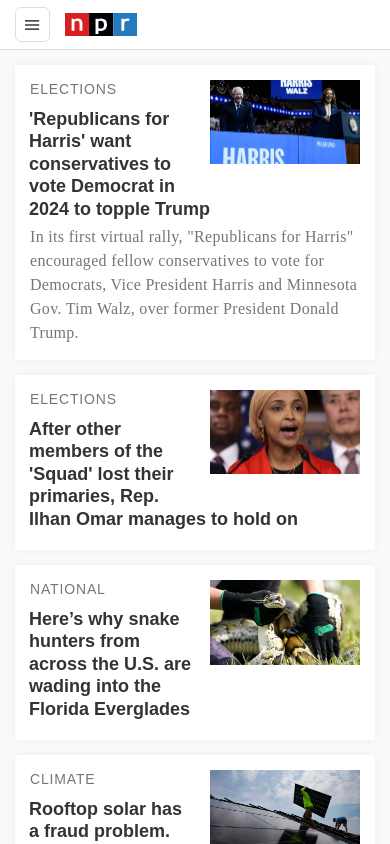 npr
ELECTIONS
HARRIS
WALZ
HARRIS
'Republicans for
Harris' want
conservatives to
vote Democrat in
2024 to topple Trump
In its first virtual rally, "Republicans for Harris"
encouraged fellow conservatives to vote for
Democrats, Vice President Harris and Minnesota
Gov. Tim Walz, over former President Donald
Trump.
ELECTIONS
After other
members of the
'Squad' lost their
primaries, Rep.
Ilhan Omar manages to hold on
NATIONAL
Here’s why snake
hunters from
across the U.S. are
wading into the
Florida Everglades
CLIMATE
Rooftop solar has
a fraud problem.